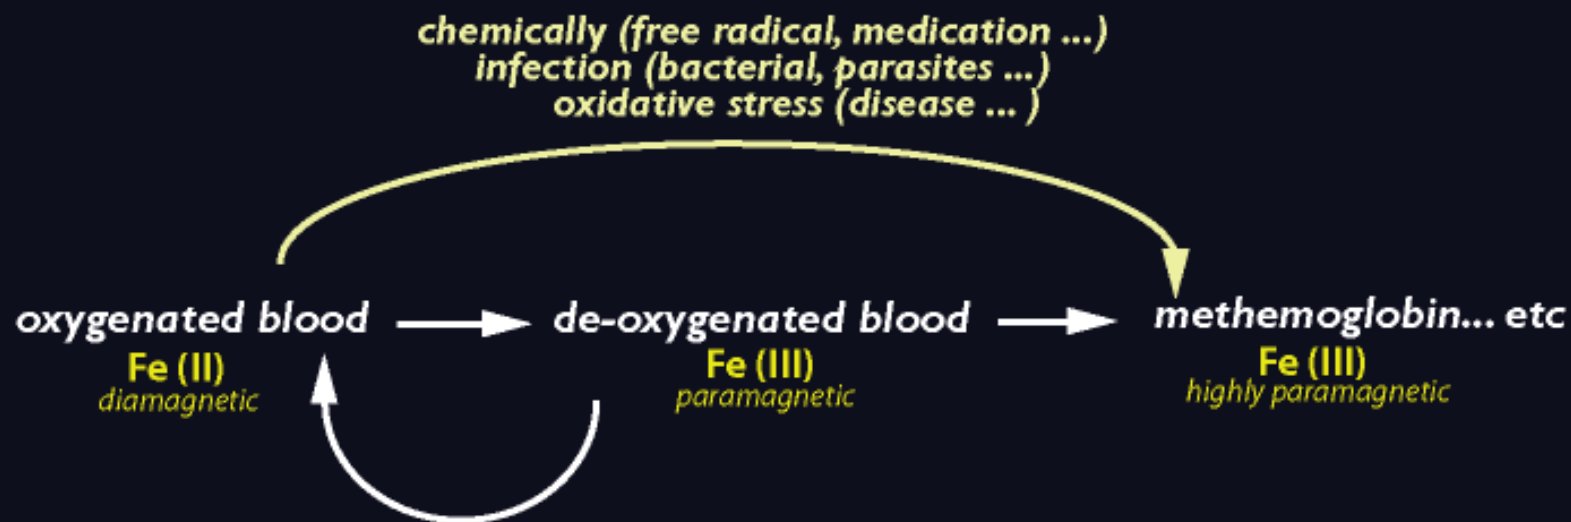 chemically (free radical, medication ...)
infection (bacterial, parasites ...)
oxidative stress (disease ... )
oxygenated blood
Fe (II)
diamagnetic
de-oxygenated blood
Fe (III)
paramagnetic
methemoglobin... etc
Fe (III)
highly paramagnetic